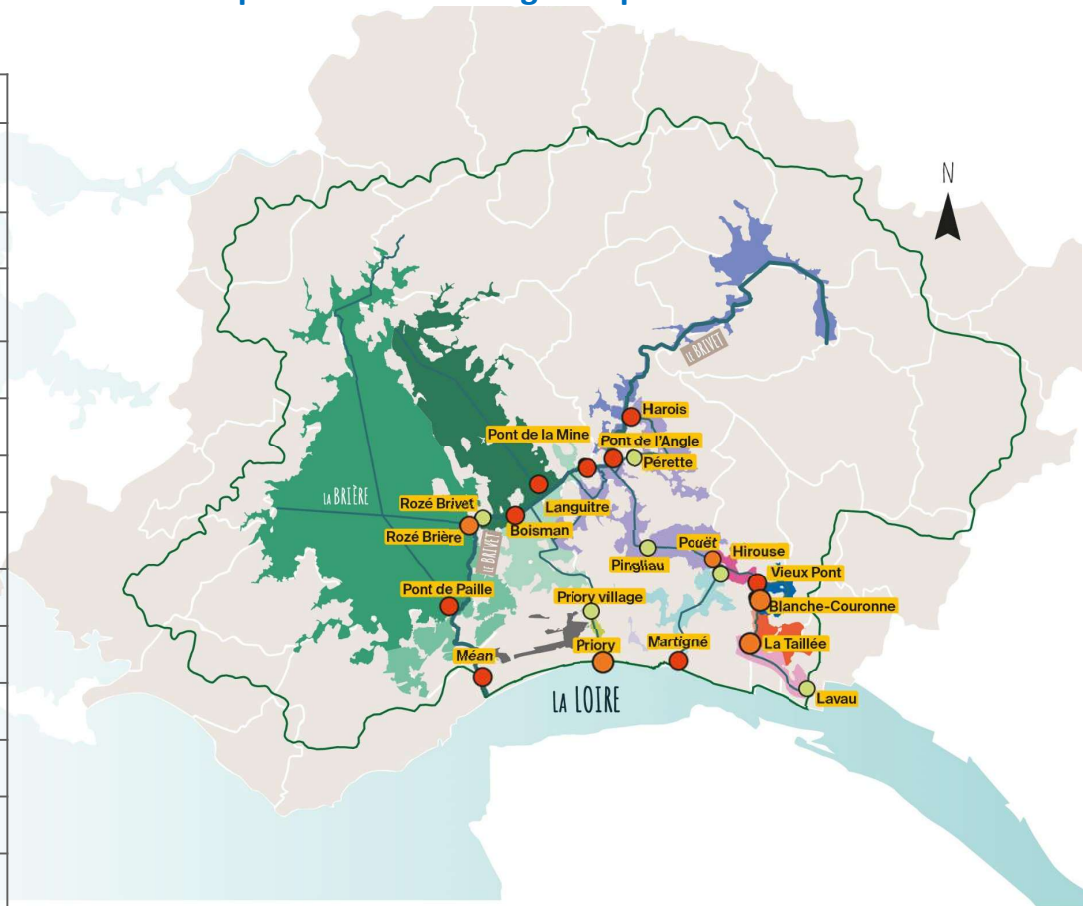 N
LE BRIVET
Harois
Pont de la Mine
Pont de l'Angle
Pérette
LA BRIÈRE
Rozé Brivet
Languitre
Rozé Brière
Boisman
LE BRIVET
Pouët
Hirouse
Pingliau
Vieux Pont
Pont de Paille
Priory village
Blanche-Couronne
Méan
Priory
Martigné
La Taillée
Lavau
LA LOIRE